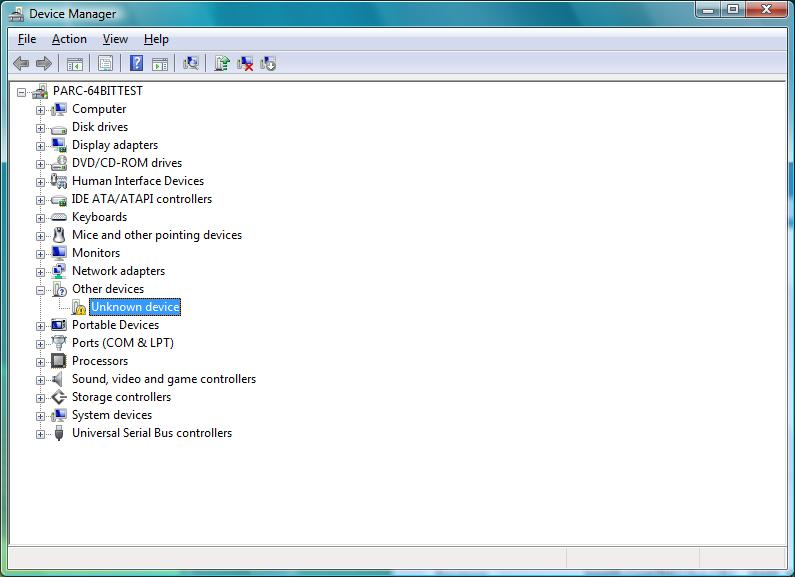 Device Manager
File Action View Help
PARC-64BITTEST
Computer
Disk drives
Display adapters
DVD/CD-ROM drives
Human Interface Devices
IDE ATA/ATAPI controllers
Keyboards
Mice and other pointing devices
Monitors
Network adapters
Other devices
Unknown device
Portable Devices
Ports (COM & LPT)
Processors
Sound, video and game controllers
Storage controllers
System devices
Universal Serial Bus controllers